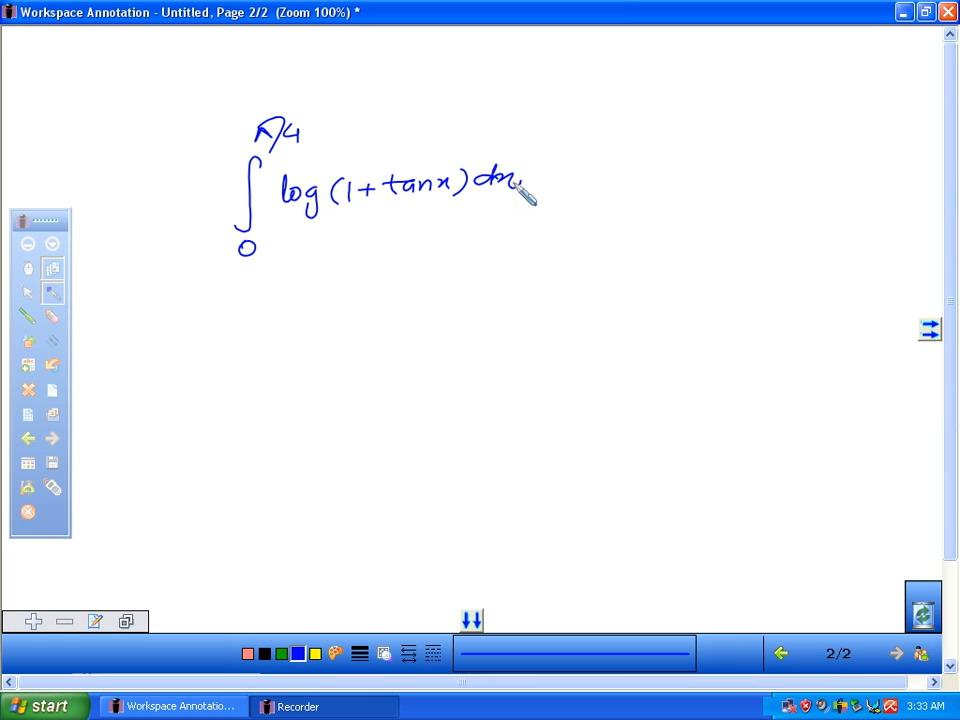 Workspace Annotation - Untitled, Page 2/2 (Zoom 100%) *
π/4
∫ log (1 + tanx) dx
0
2/2
start
Workspace Annotatio...
Recorder
3:33 AM